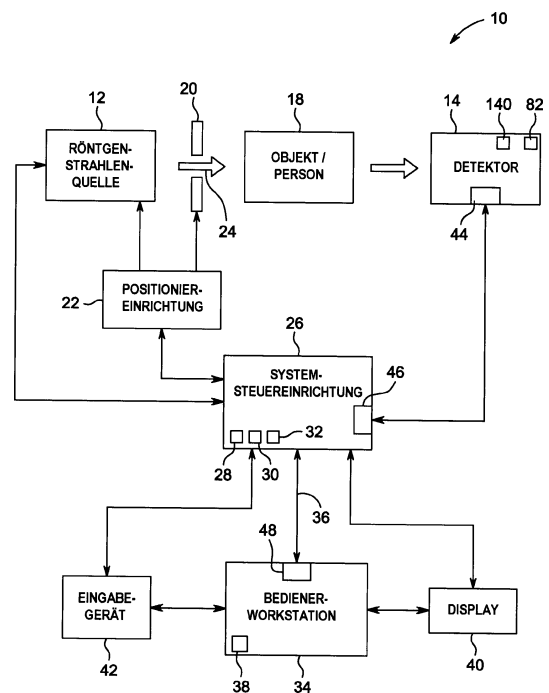 10
12
20
18
14
140
82
RÖNTGEN-
STRAHLEN-
QUELLE
OBJEKT /
PERSON
DETEKTOR
24
44
22
POSITIONIER-
EINRICHTUNG
26
SYSTEM-
STEUEREINRICHTUNG
46
28
30
32
36
48
EINGABE-
GERÄT
BEDIENER-
WORKSTATION
DISPLAY
42
38
34
40